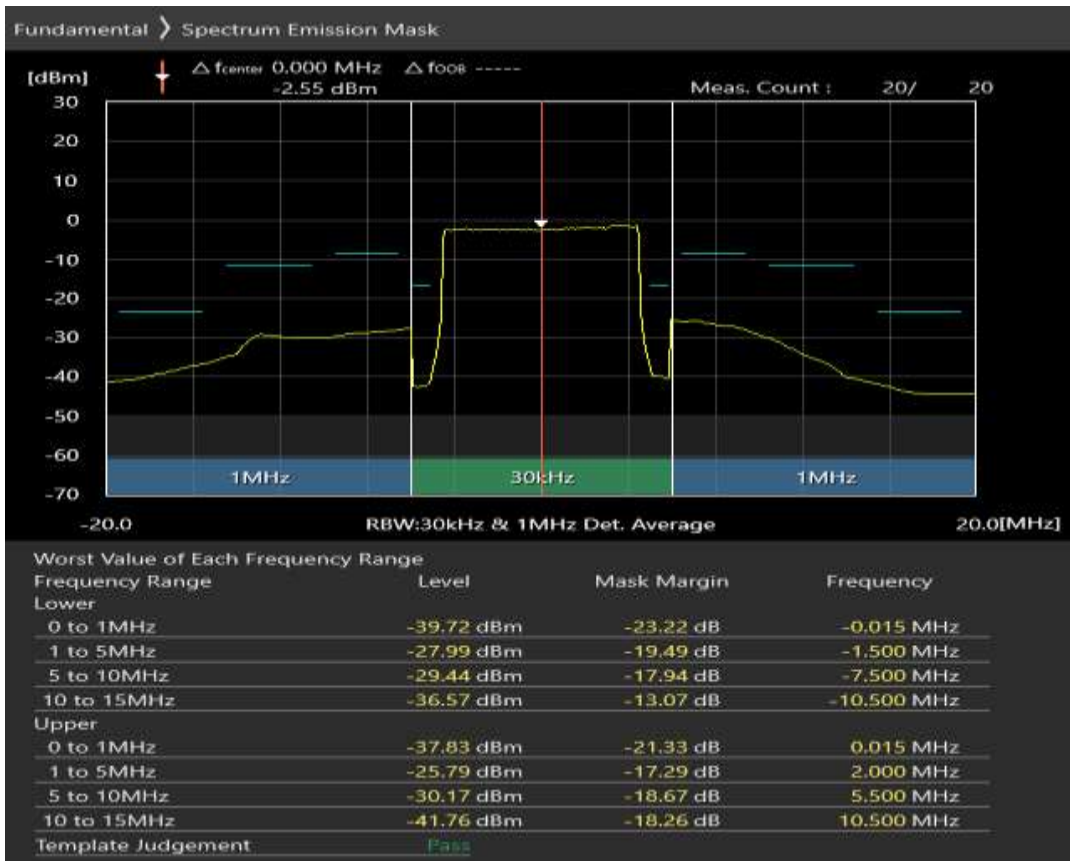 Fundamental ❯ Spectrum Emission Mask
[dBm] △ fcenter 0.000 MHz △ fOOB -----
-2.55 dBm Meas. Count : 20/ 20
30
20
10
0
-10
-20
-30
-40
-50
-60
-70
1MHz 30kHz 1MHz
-20.0 RBW:30kHz & 1MHz Det. Average 20.0[MHz]
Worst Value of Each Frequency Range
Frequency Range Level Mask Margin Frequency
Lower
0 to 1MHz -39.72 dBm -23.22 dB -0.015 MHz
1 to 5MHz -27.99 dBm -19.49 dB -1.500 MHz
5 to 10MHz -29.44 dBm -17.94 dB -7.500 MHz
10 to 15MHz -36.57 dBm -13.07 dB -10.500 MHz
Upper
0 to 1MHz -37.83 dBm -21.33 dB 0.015 MHz
1 to 5MHz -25.79 dBm -17.29 dB 2.000 MHz
5 to 10MHz -30.17 dBm -18.67 dB 5.500 MHz
10 to 15MHz -41.76 dBm -18.26 dB 10.500 MHz
Template Judgement Pass